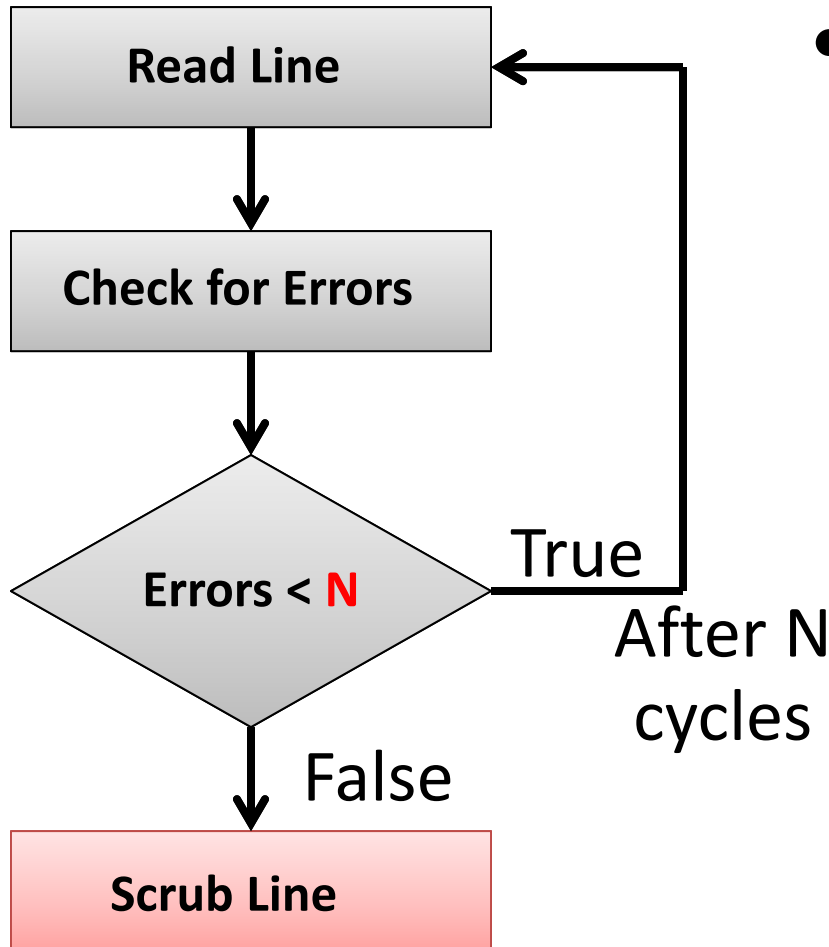 Read Line
Check for Errors
Errors < N
True
After N
cycles
False
Scrub Line